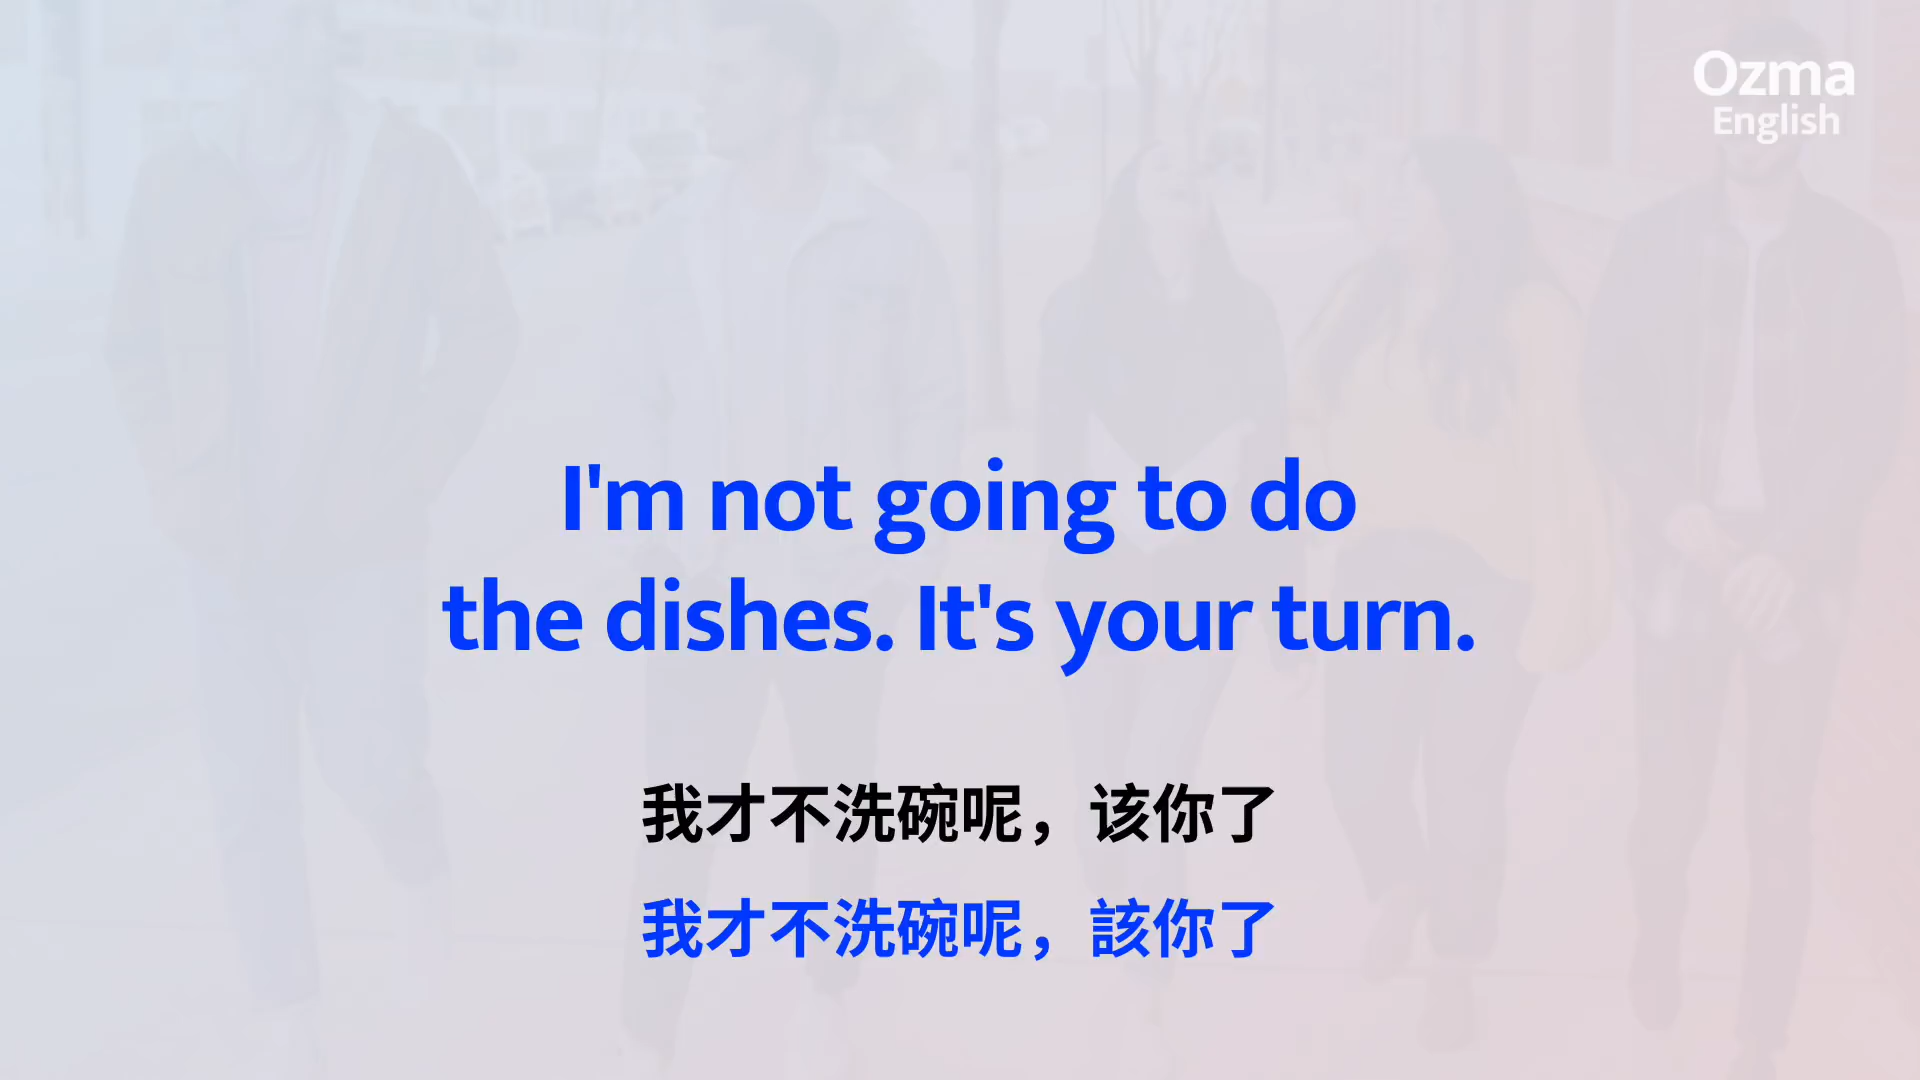 Ozma
English
I'm not going to do
the dishes. It's your turn.
我才不洗碗呢，该你了
我才不洗碗呢，該你了